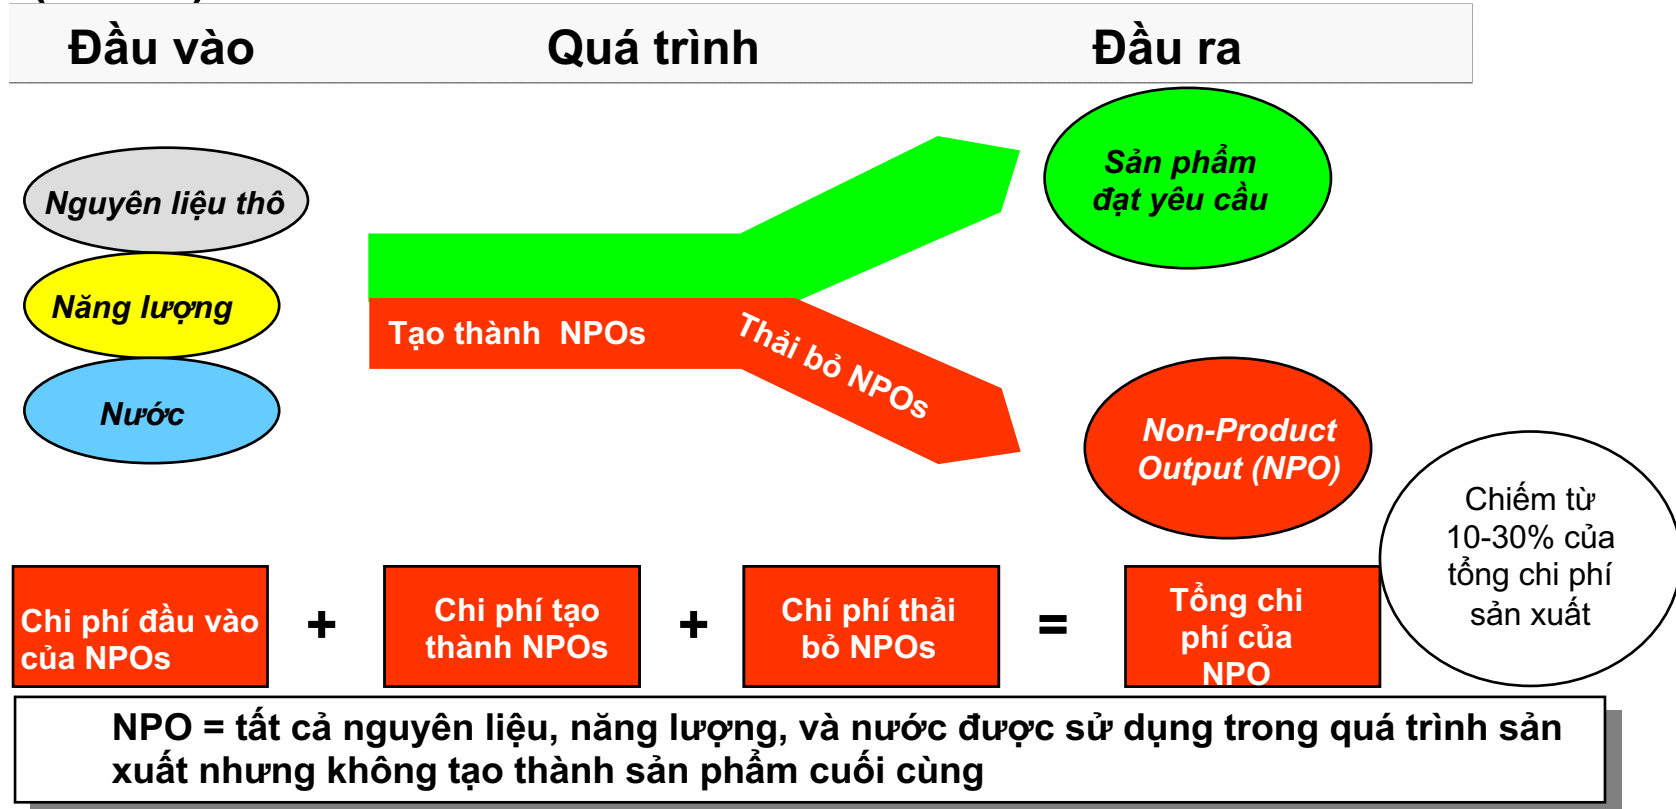 Đầu vào Quá trình Đầu ra
Sản phẩm
đạt yêu cầu
Nguyên liệu thô
Năng lượng
Nước
Tạo thành NPOs
Thải bỏ NPOs
Non-Product
Output (NPO)
Chiếm từ
10-30% của
tổng chi phí
sản xuất
Chi phí đầu vào
của NPOs
+
Chi phí tạo
thành NPOs
+
Chi phí thải
bỏ NPOs
=
Tổng chi
phí của
NPO
NPO = tất cả nguyên liệu, năng lượng, và nước được sử dụng trong quá trình sản
xuất nhưng không tạo thành sản phẩm cuối cùng